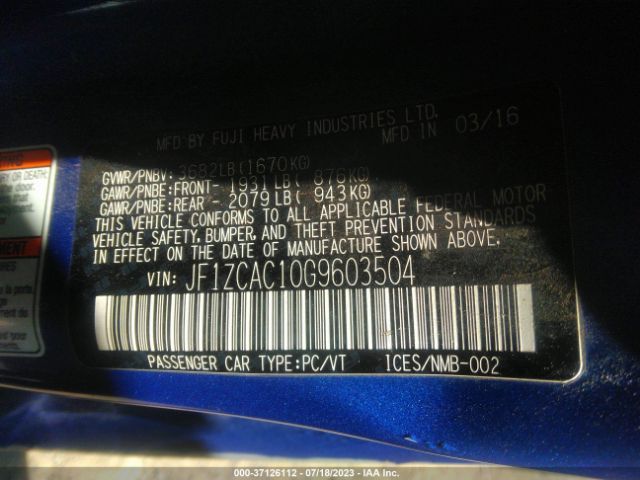 MFD BY FUJI HEAVY INDUSTRIES LTD.
MFD IN 03/16
GVWR/PNBV: 3682LB(1670KG)
GAWR/PNBE:FRONT- 1931LB( 876KG)
GAWR/PNBE:REAR - 2079LB( 943KG)
THIS VEHICLE CONFORMS TO ALL APPLICABLE FEDERAL MOTOR
VEHICLE SAFETY, BUMPER, AND THEFT PREVENTION STANDARDS
IN EFFECT ON THE DATE OF MANUFACTURE SHOWN ABOVE.
VIN: JF1ZCAC10G9603504
PASSENGER CAR TYPE:PC/VT ICES/NMB-002
the door.
000-37126112 - 07/18/2023 - IAA Inc.